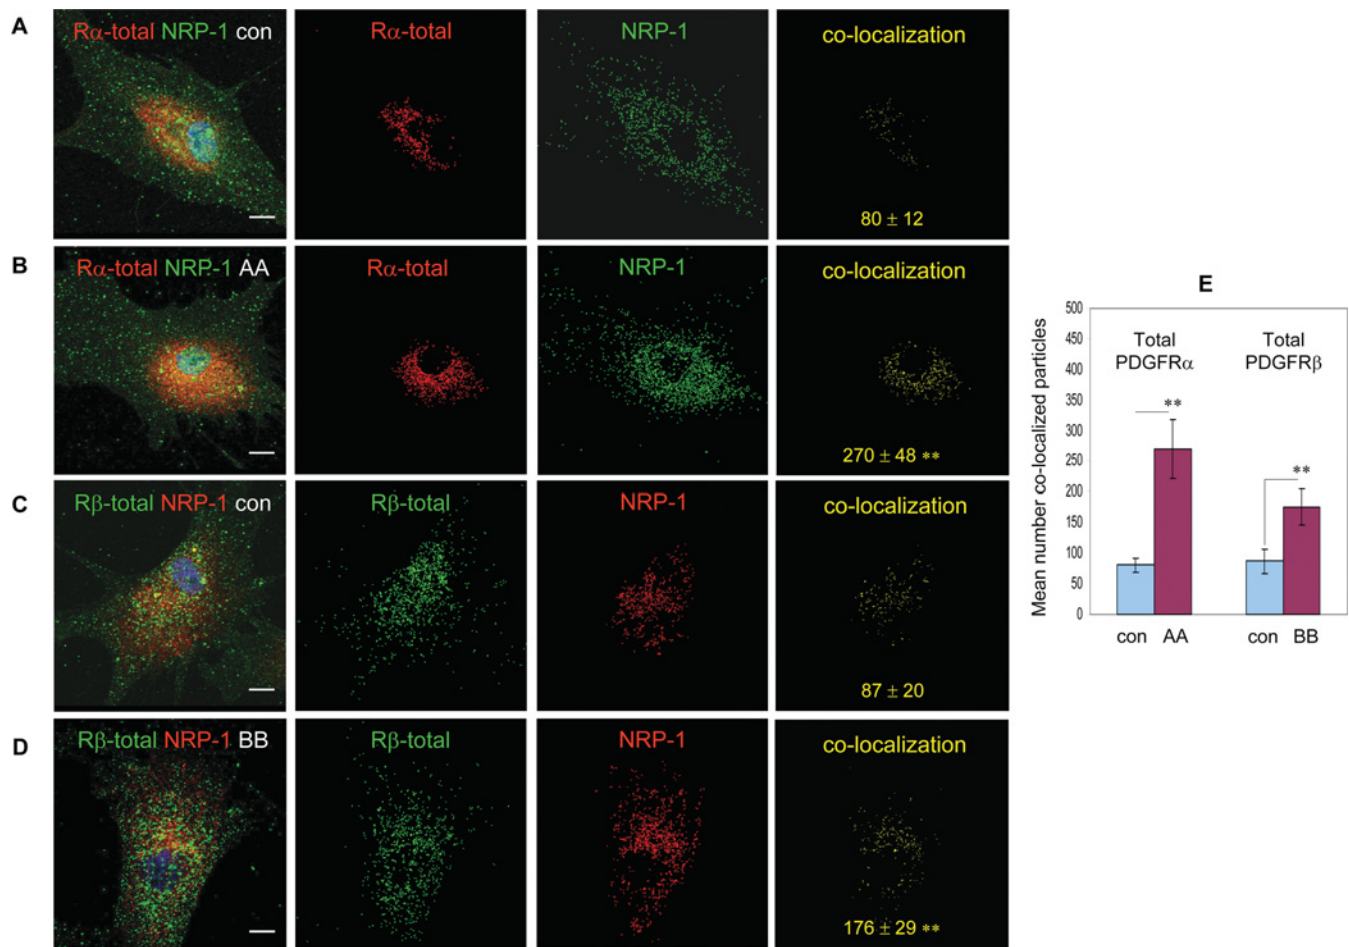 A
Rα-total NRP-1 con
Rα-total
NRP-1
co-localization
80 ± 12
B
Rα-total NRP-1 AA
Rα-total
NRP-1
co-localization
270 ± 48 **
C
Rβ-total NRP-1 con
Rβ-total
NRP-1
co-localization
87 ± 20
D
Rβ-total NRP-1 BB
Rβ-total
NRP-1
co-localization
176 ± 29 **
E
Mean number co-localized particles
500
450
400
350
300
250
200
150
100
50
0
Total
PDGFRα
Total
PDGFRβ
**
**
con AA con BB